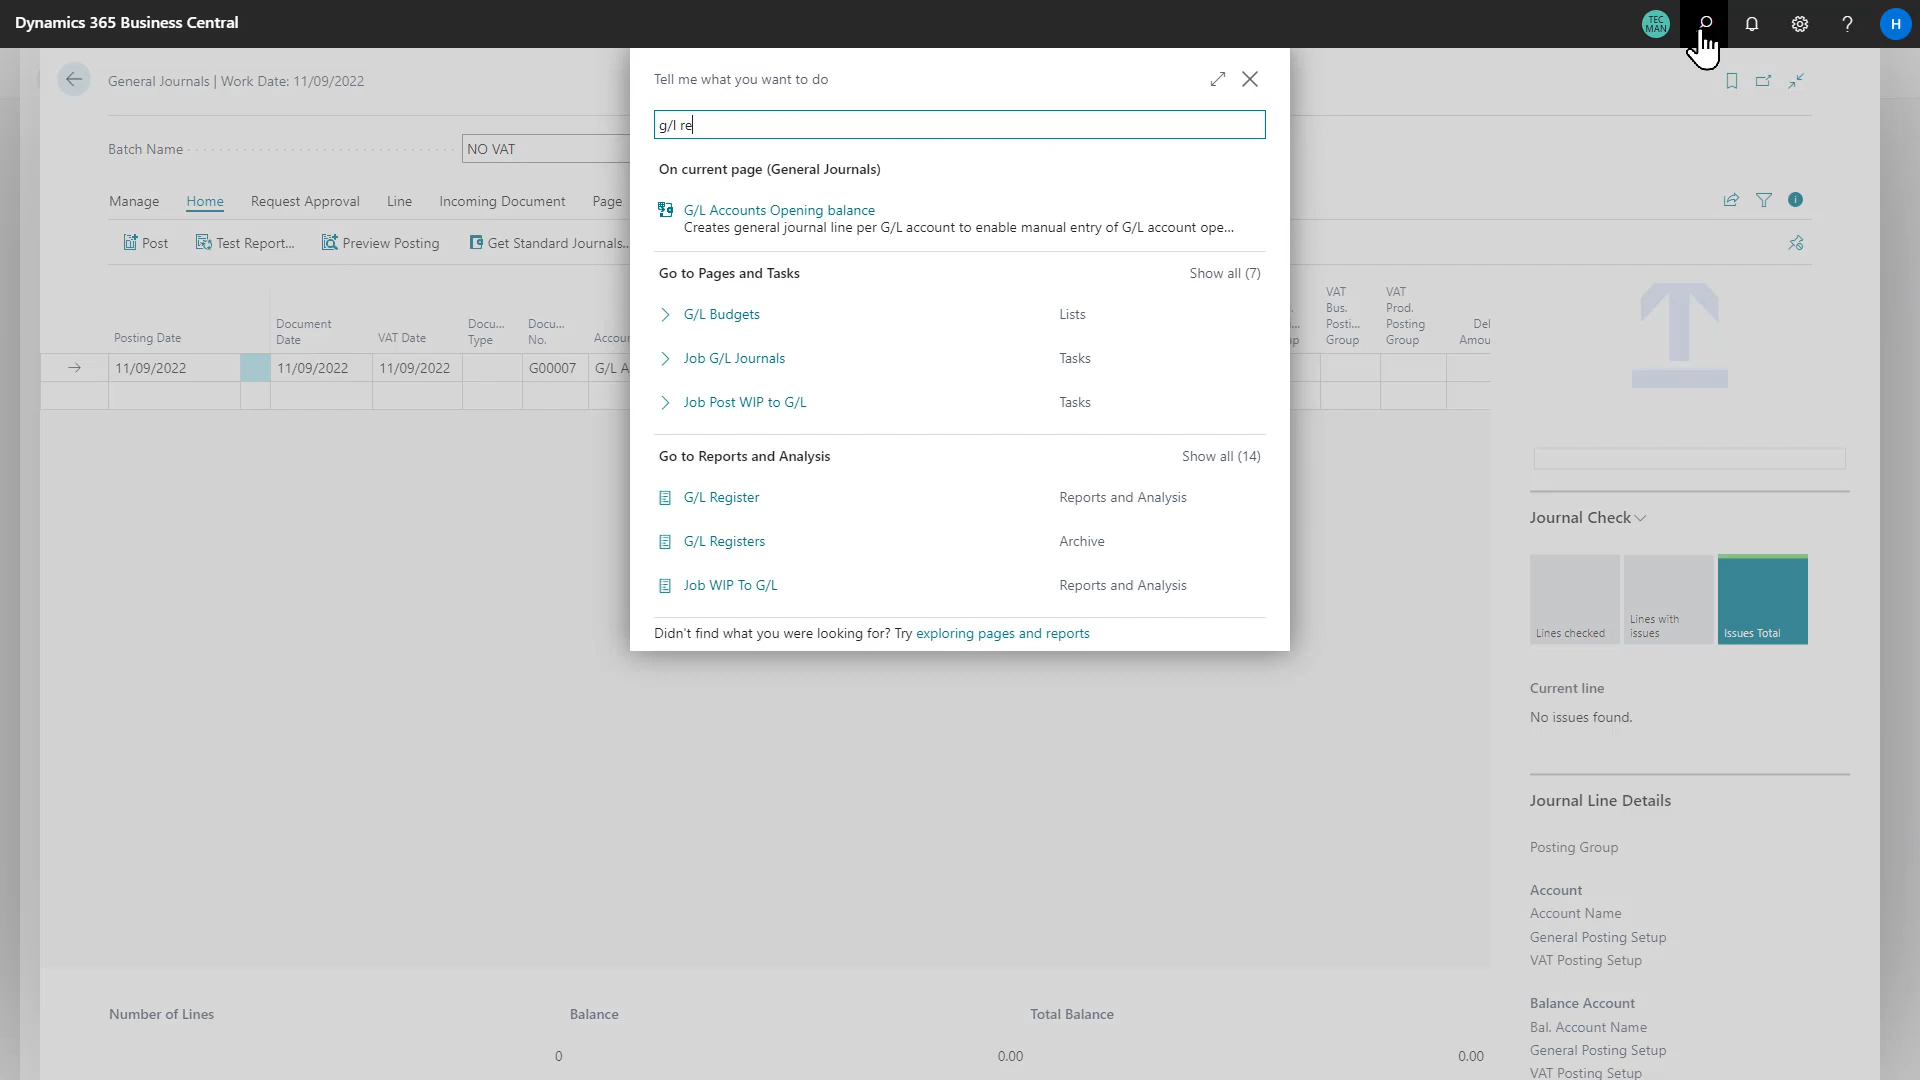 Dynamics 365 Business Central
TEC
MAN
?
H
General Journals | Work Date: 11/09/2022
Tell me what you want to do
g/l re
Batch Name
NO VAT
On current page (General Journals)
Manage
Home
Request Approval
Line
Incoming Document
Page
G/L Accounts Opening balance
Creates general journal line per G/L account to enable manual entry of G/L account ope...
Post
Test Report...
Preview Posting
Get Standard Journals...
Go to Pages and Tasks
Show all (7)
G/L Budgets
Lists
Job G/L Journals
Tasks
Job Post WIP to G/L
Tasks
Posting Date
Document
Date
VAT Date
Docu...
Type
Docu...
No.
VAT
Bus.
Posti...
Group
VAT
Prod.
Posting
Group
11/09/2022
11/09/2022
11/09/2022
G00007
G/L A
Go to Reports and Analysis
Show all (14)
G/L Register
Reports and Analysis
G/L Registers
Archive
Job WIP To G/L
Reports and Analysis
Didn't find what you were looking for? Try exploring pages and reports
Journal Check
Lines checked
Lines with
issues
Issues Total
Current line
No issues found.
Journal Line Details
Posting Group
Account
Account Name
General Posting Setup
VAT Posting Setup
Balance Account
Bal. Account Name
General Posting Setup
VAT Posting Setup
Number of Lines
Balance
Total Balance
0
0.00
0.00